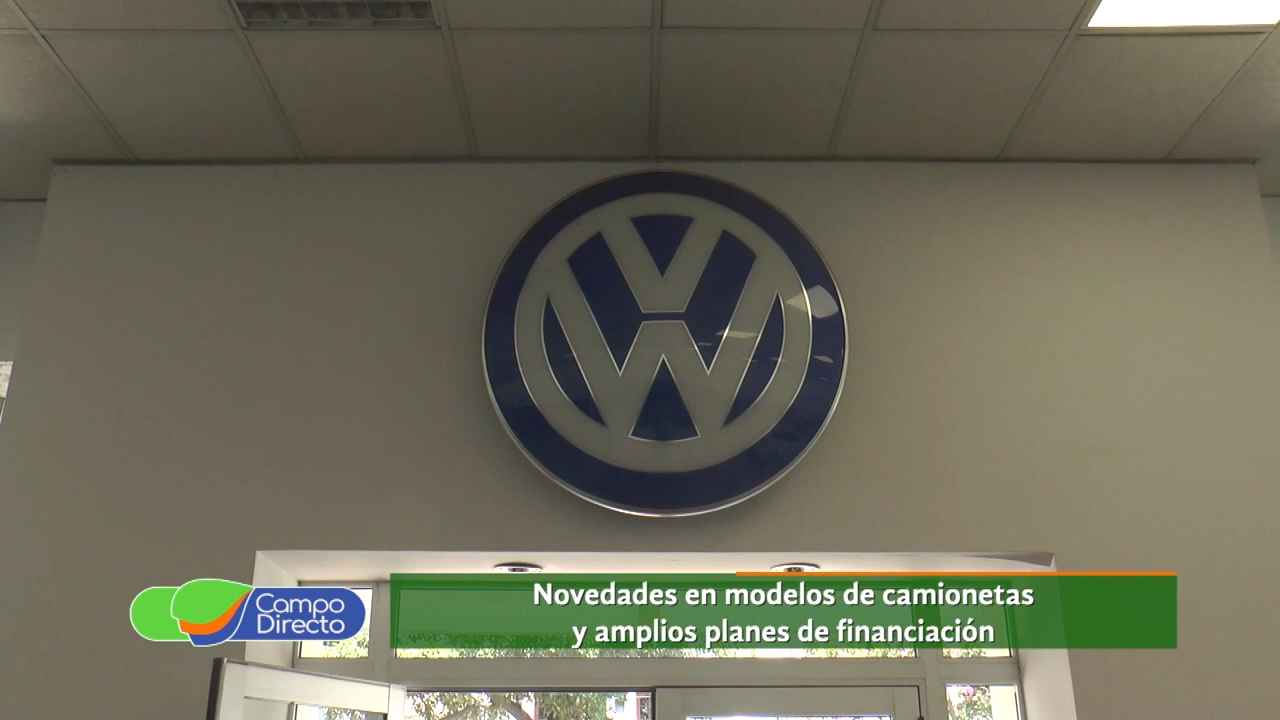 Campo
Directo
Novedades en modelos de camionetas
y amplios planes de financiación